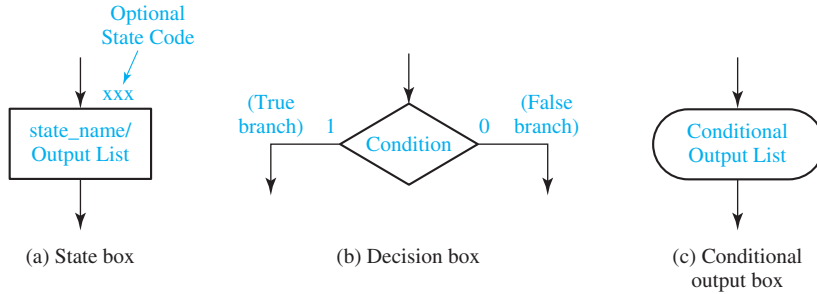 Optional
State Code
xxx
state_name/
Output List
(a) State box
(True
branch)
1
0
(False
branch)
Condition
(b) Decision box
Conditional
Output List
(c) Conditional
output box